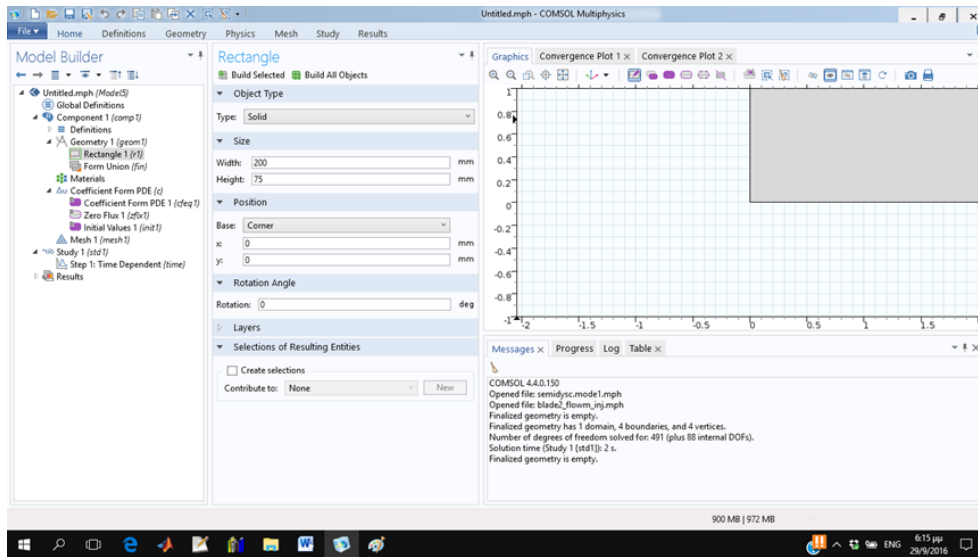 Untitled.mph - COMSOL Multiphysics
File Home Definitions Geometry Physics Mesh Study Results
Model Builder
Untitled.mph (Model5)
Global Definitions
Component 1 (comp1)
Definitions
Geometry 1 (geom1)
Rectangle 1 (r1)
Form Union (fin)
Materials
Δu Coefficient Form PDE (c)
Coefficient Form PDE 1 (cfeq1)
Zero Flux 1 (zflx1)
Initial Values 1 (init1)
Mesh 1 (mesh1)
Study 1 (std1)
Step 1: Time Dependent (time)
Results
Rectangle
Build Selected Build All Objects
Object Type
Type: Solid
Size
Width: 200 mm
Height: 75 mm
Position
Base: Corner
x: 0 mm
y: 0 mm
Rotation Angle
Rotation: 0 deg
Layers
Selections of Resulting Entities
Create selections
Contribute to: None New
Graphics Convergence Plot 1 × Convergence Plot 2 ×
1
0.8
0.6
0.4
0.2
0
-0.2
-0.4
-0.6
-0.8
-1
-2 -1.5 -1 -0.5 0 0.5 1 1.5
Messages × Progress Log Table ×
COMSOL 4.4.0.150
Opened file: semidysc.mode1.mph
Opened file: blade2_flowm_inj.mph
Finalized geometry is empty.
Finalized geometry has 1 domain, 4 boundaries, and 4 vertices.
Number of degrees of freedom solved for: 491 (plus 88 internal DOFs).
Solution time (Study 1 (std1)): 2 s.
Finalized geometry is empty.
900 MB | 972 MB
ENG 6:15 μμ
29/9/2016